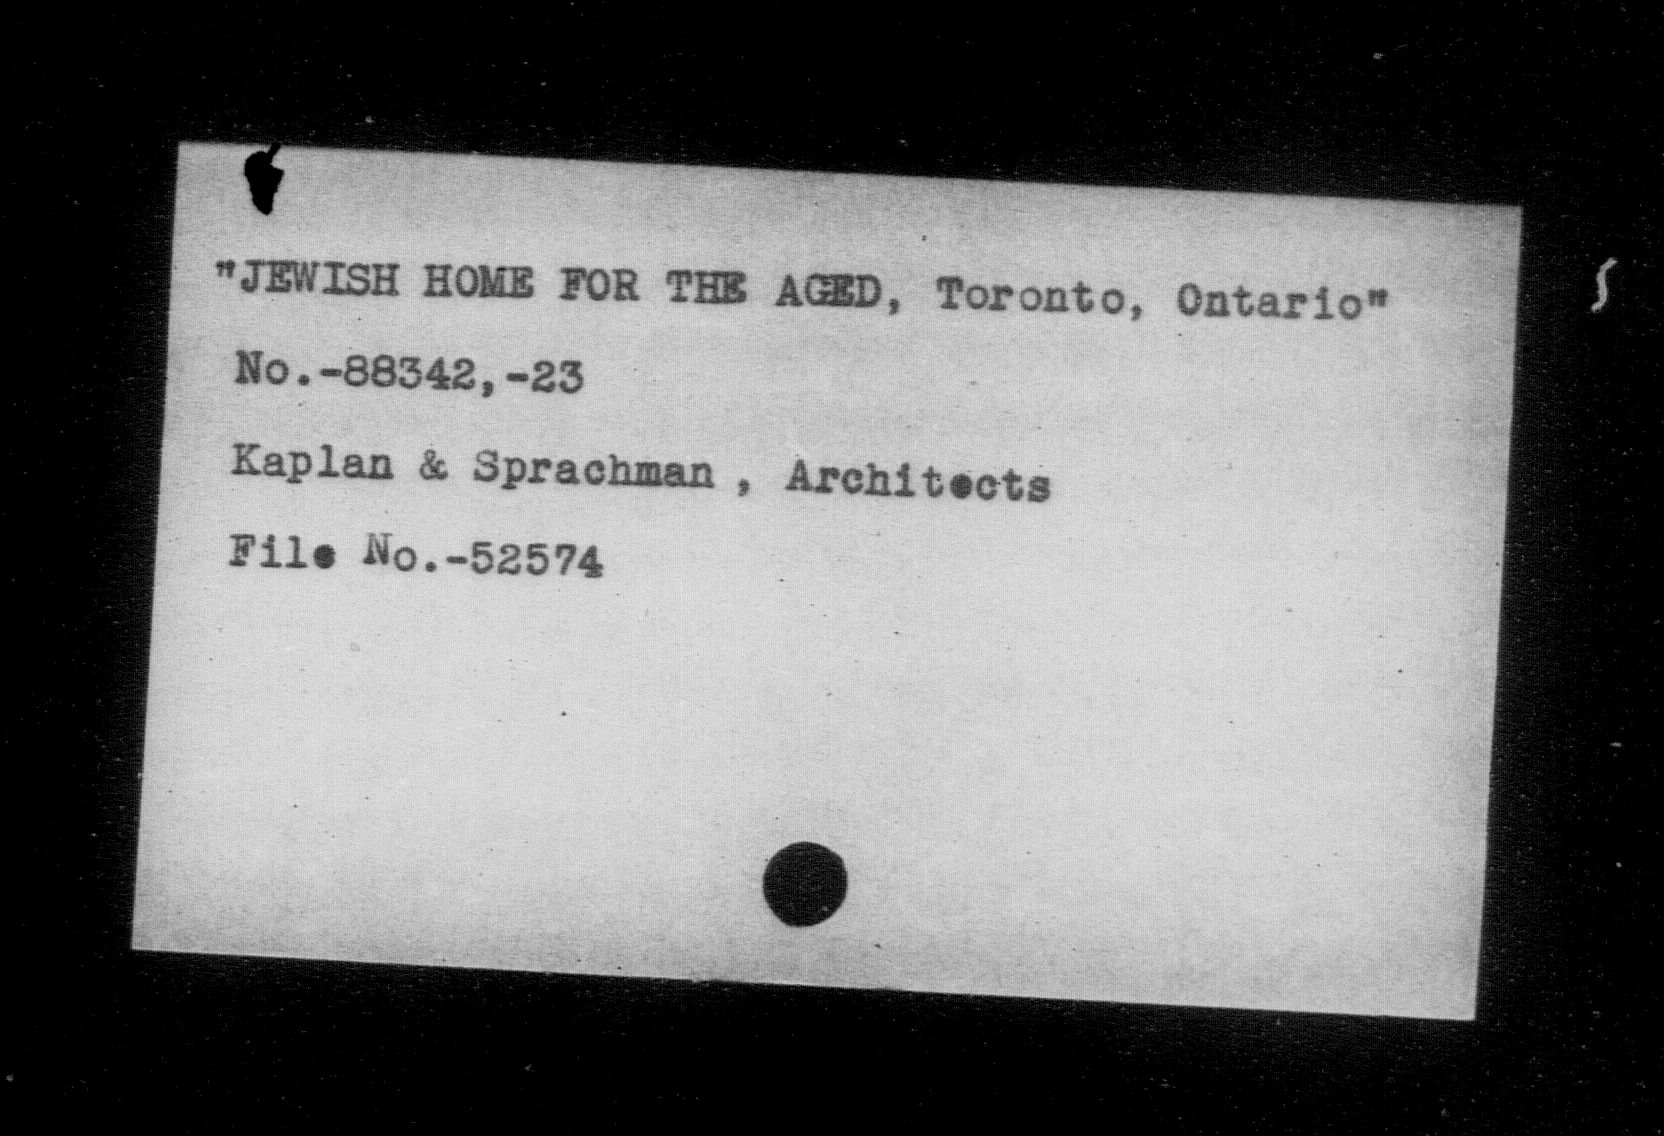 "JEWISH HOME FOR THE AGED, Toronto, Ontario"
No.-88342,-23
Kaplan & Sprachman , Architects
File No.-52574